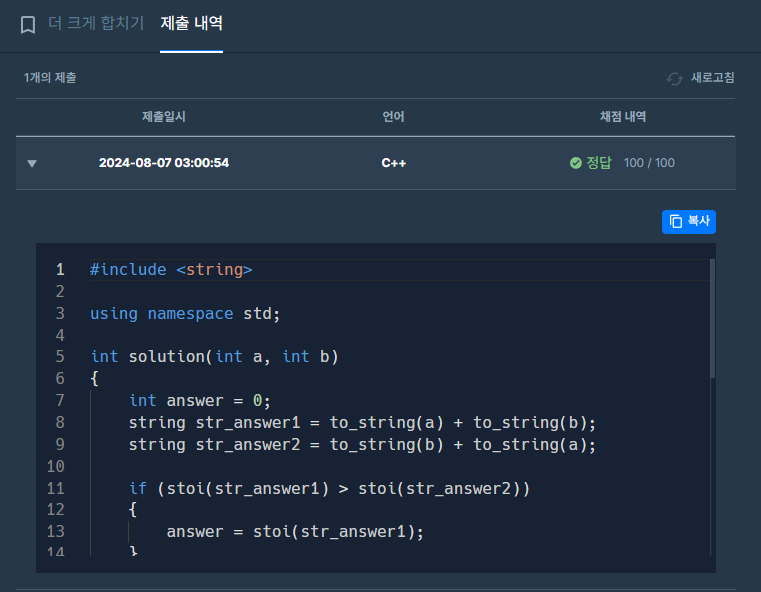 더 크게 합치기 제출 내역
1개의 제출 새로고침
제출일시 언어 채점 내역
2024-08-07 03:00:54 C++ 정답 100 / 100
복사
1 #include <string>
2
3 using namespace std;
4
5 int solution(int a, int b)
6 {
7 int answer = 0;
8 string str_answer1 = to_string(a) + to_string(b);
9 string str_answer2 = to_string(b) + to_string(a);
10
11 if (stoi(str_answer1) > stoi(str_answer2))
12 {
13 answer = stoi(str_answer1);
14 }